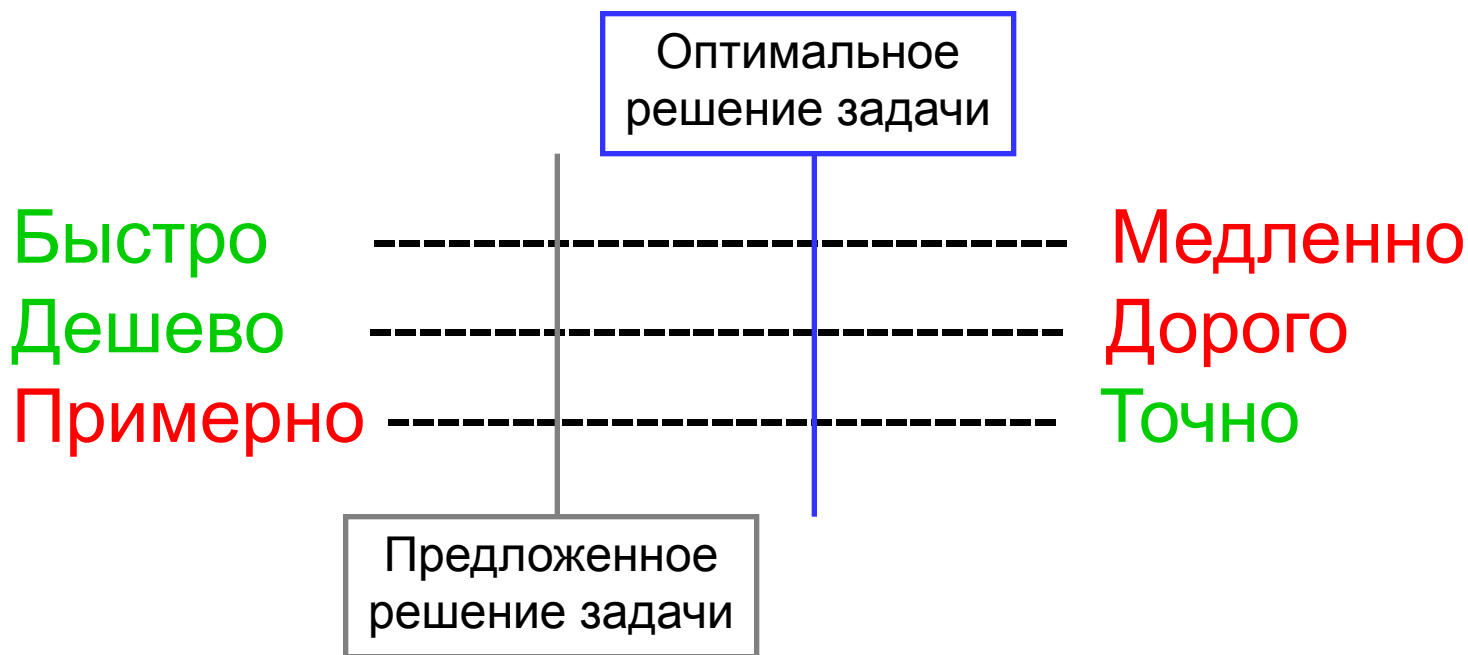 Оптимальное
решение задачи
Быстро
Медленно
Дешево
Дорого
Примерно
Точно
Предложенное
решение задачи